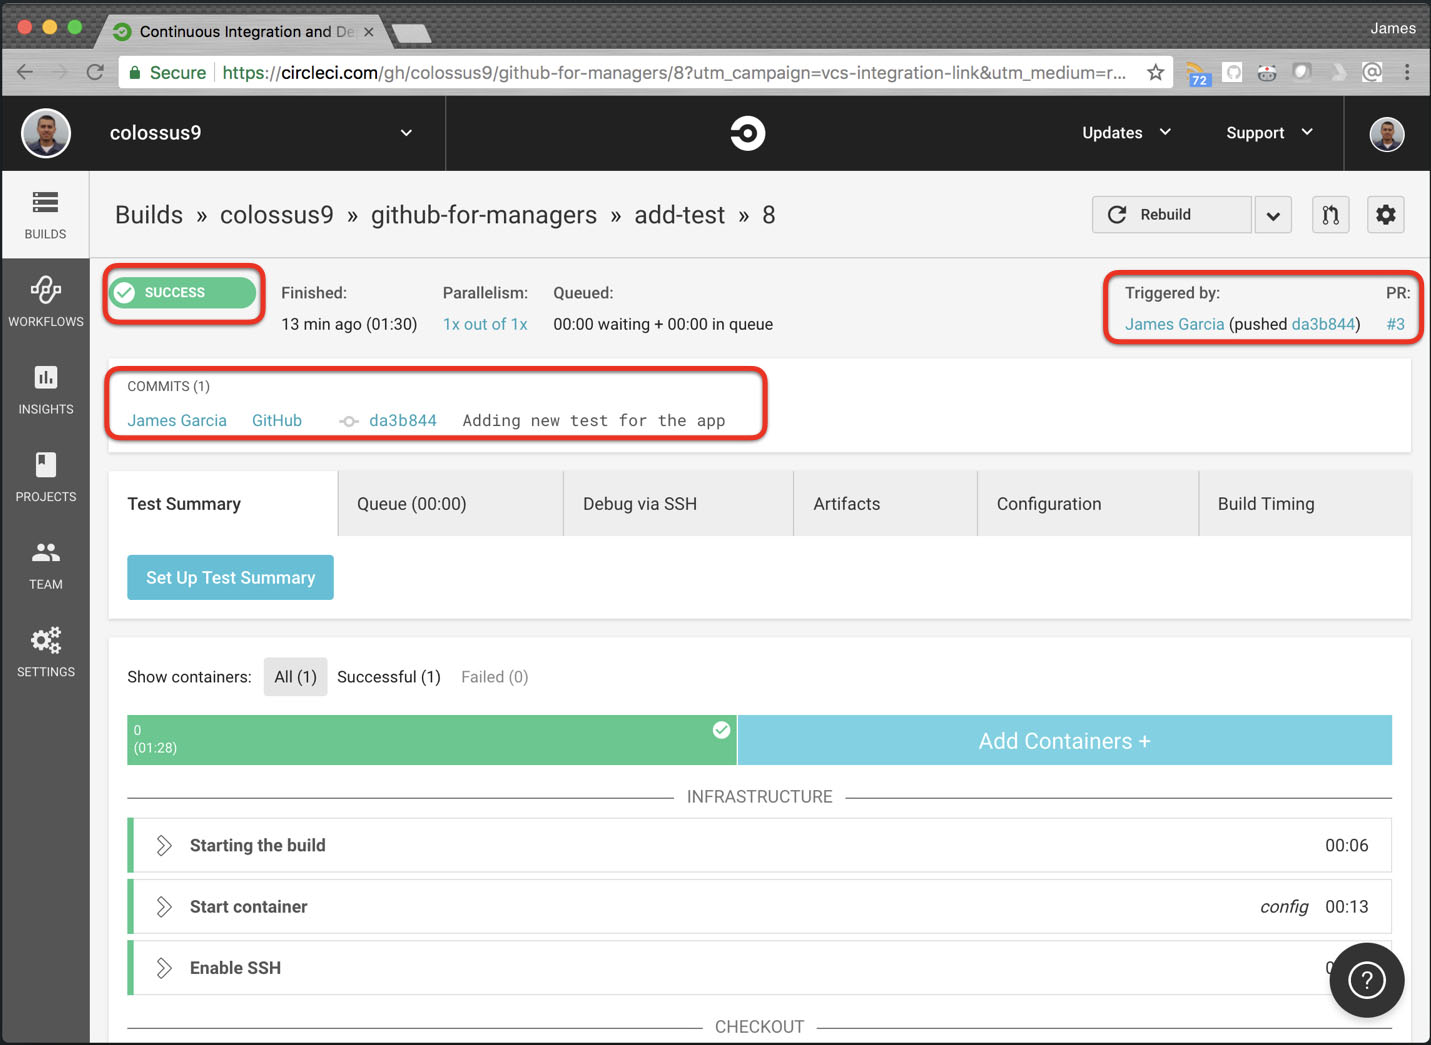 Continuous Integration and De
James
Secure https://circleci.com/gh/colossus9/github-for-managers/8?utm_campaign=vcs-integration-link&utm_medium=r...
72
colossus9
Updates
Support
Builds » colossus9 » github-for-managers » add-test » 8
Rebuild
BUILDS
WORKFLOWS
INSIGHTS
PROJECTS
TEAM
SETTINGS
SUCCESS
Finished:
13 min ago (01:30)
Parallelism:
1x out of 1x
Queued:
00:00 waiting + 00:00 in queue
Triggered by:
James Garcia (pushed da3b844)
PR:
#3
COMMITS (1)
James Garcia GitHub da3b844 Adding new test for the app
Test Summary
Queue (00:00)
Debug via SSH
Artifacts
Configuration
Build Timing
Set Up Test Summary
Show containers: All (1) Successful (1) Failed (0)
0
(01:28)
Add Containers +
INFRASTRUCTURE
Starting the build 00:06
Start container config 00:13
Enable SSH
?
CHECKOUT